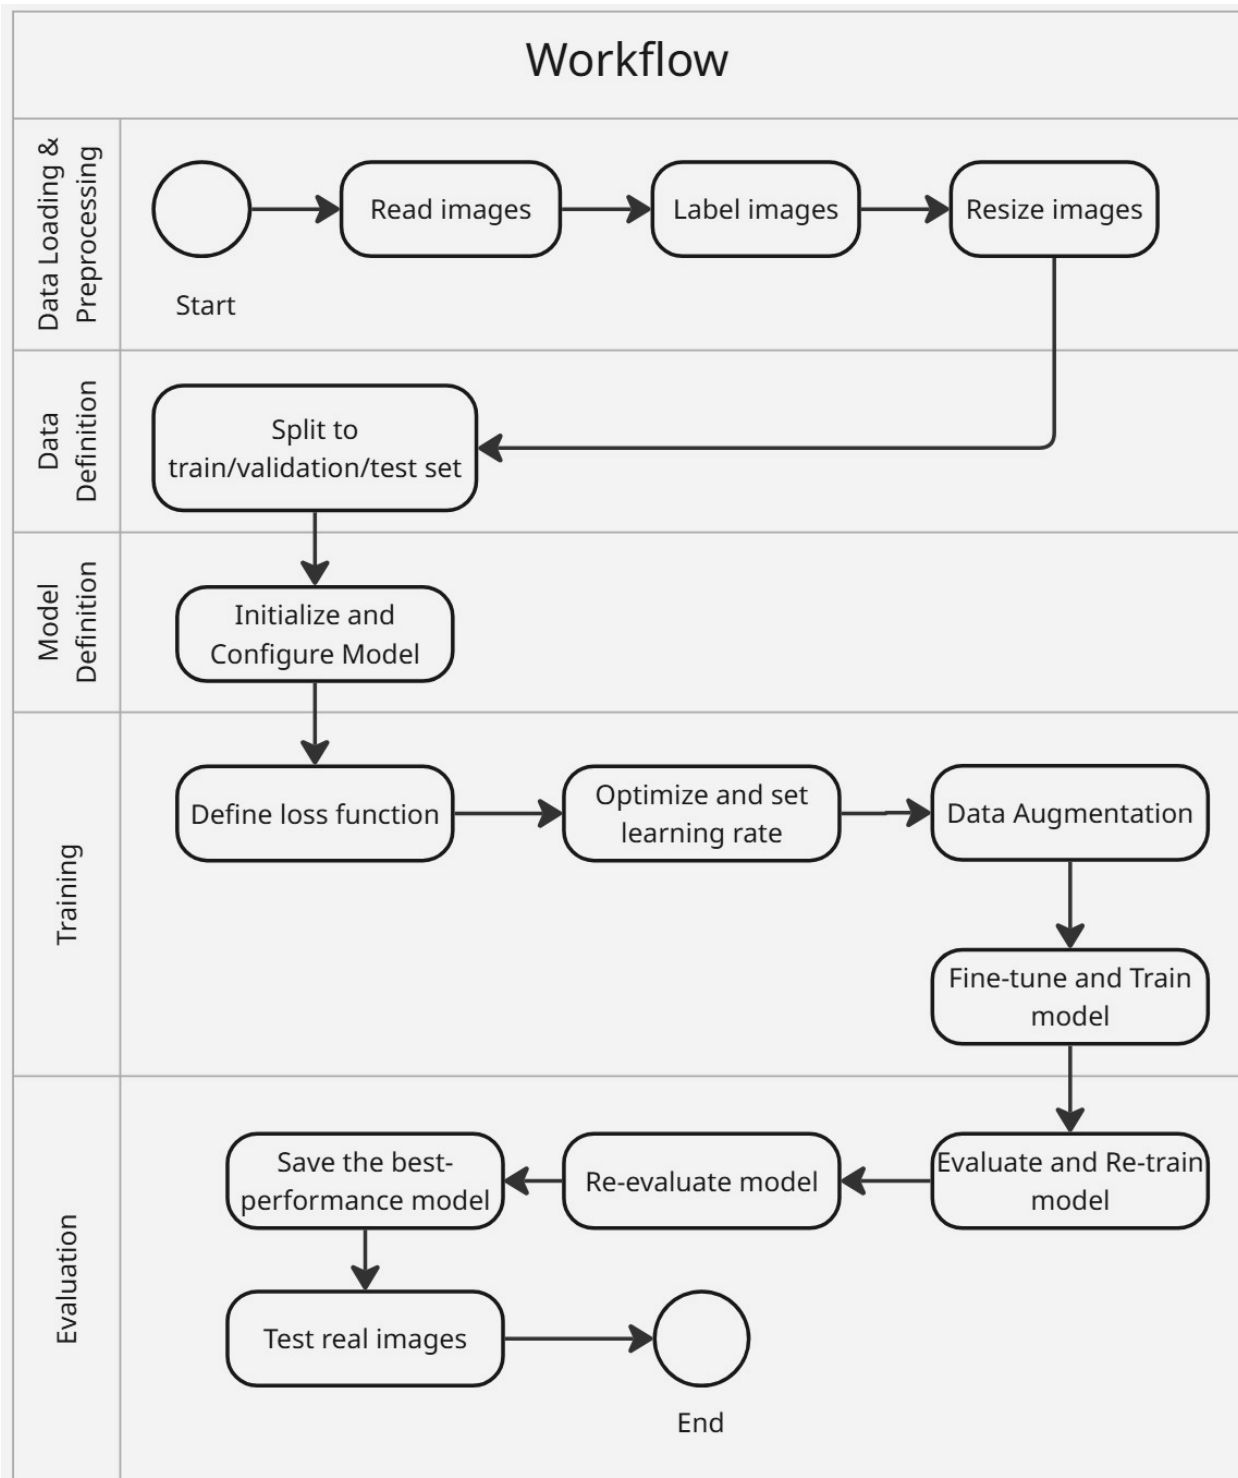 Workflow
Data Loading &
Preprocessing
Read images
Label images
Resize images
Start
Data
Definition
Split to
train/validation/test set
Model
Definition
Initialize and
Configure Model
Training
Define loss function
Optimize and set
learning rate
Data Augmentation
Fine-tune and Train
model
Evaluation
Evaluate and Re-train
model
Re-evaluate model
Save the best-
performance model
Test real images
End